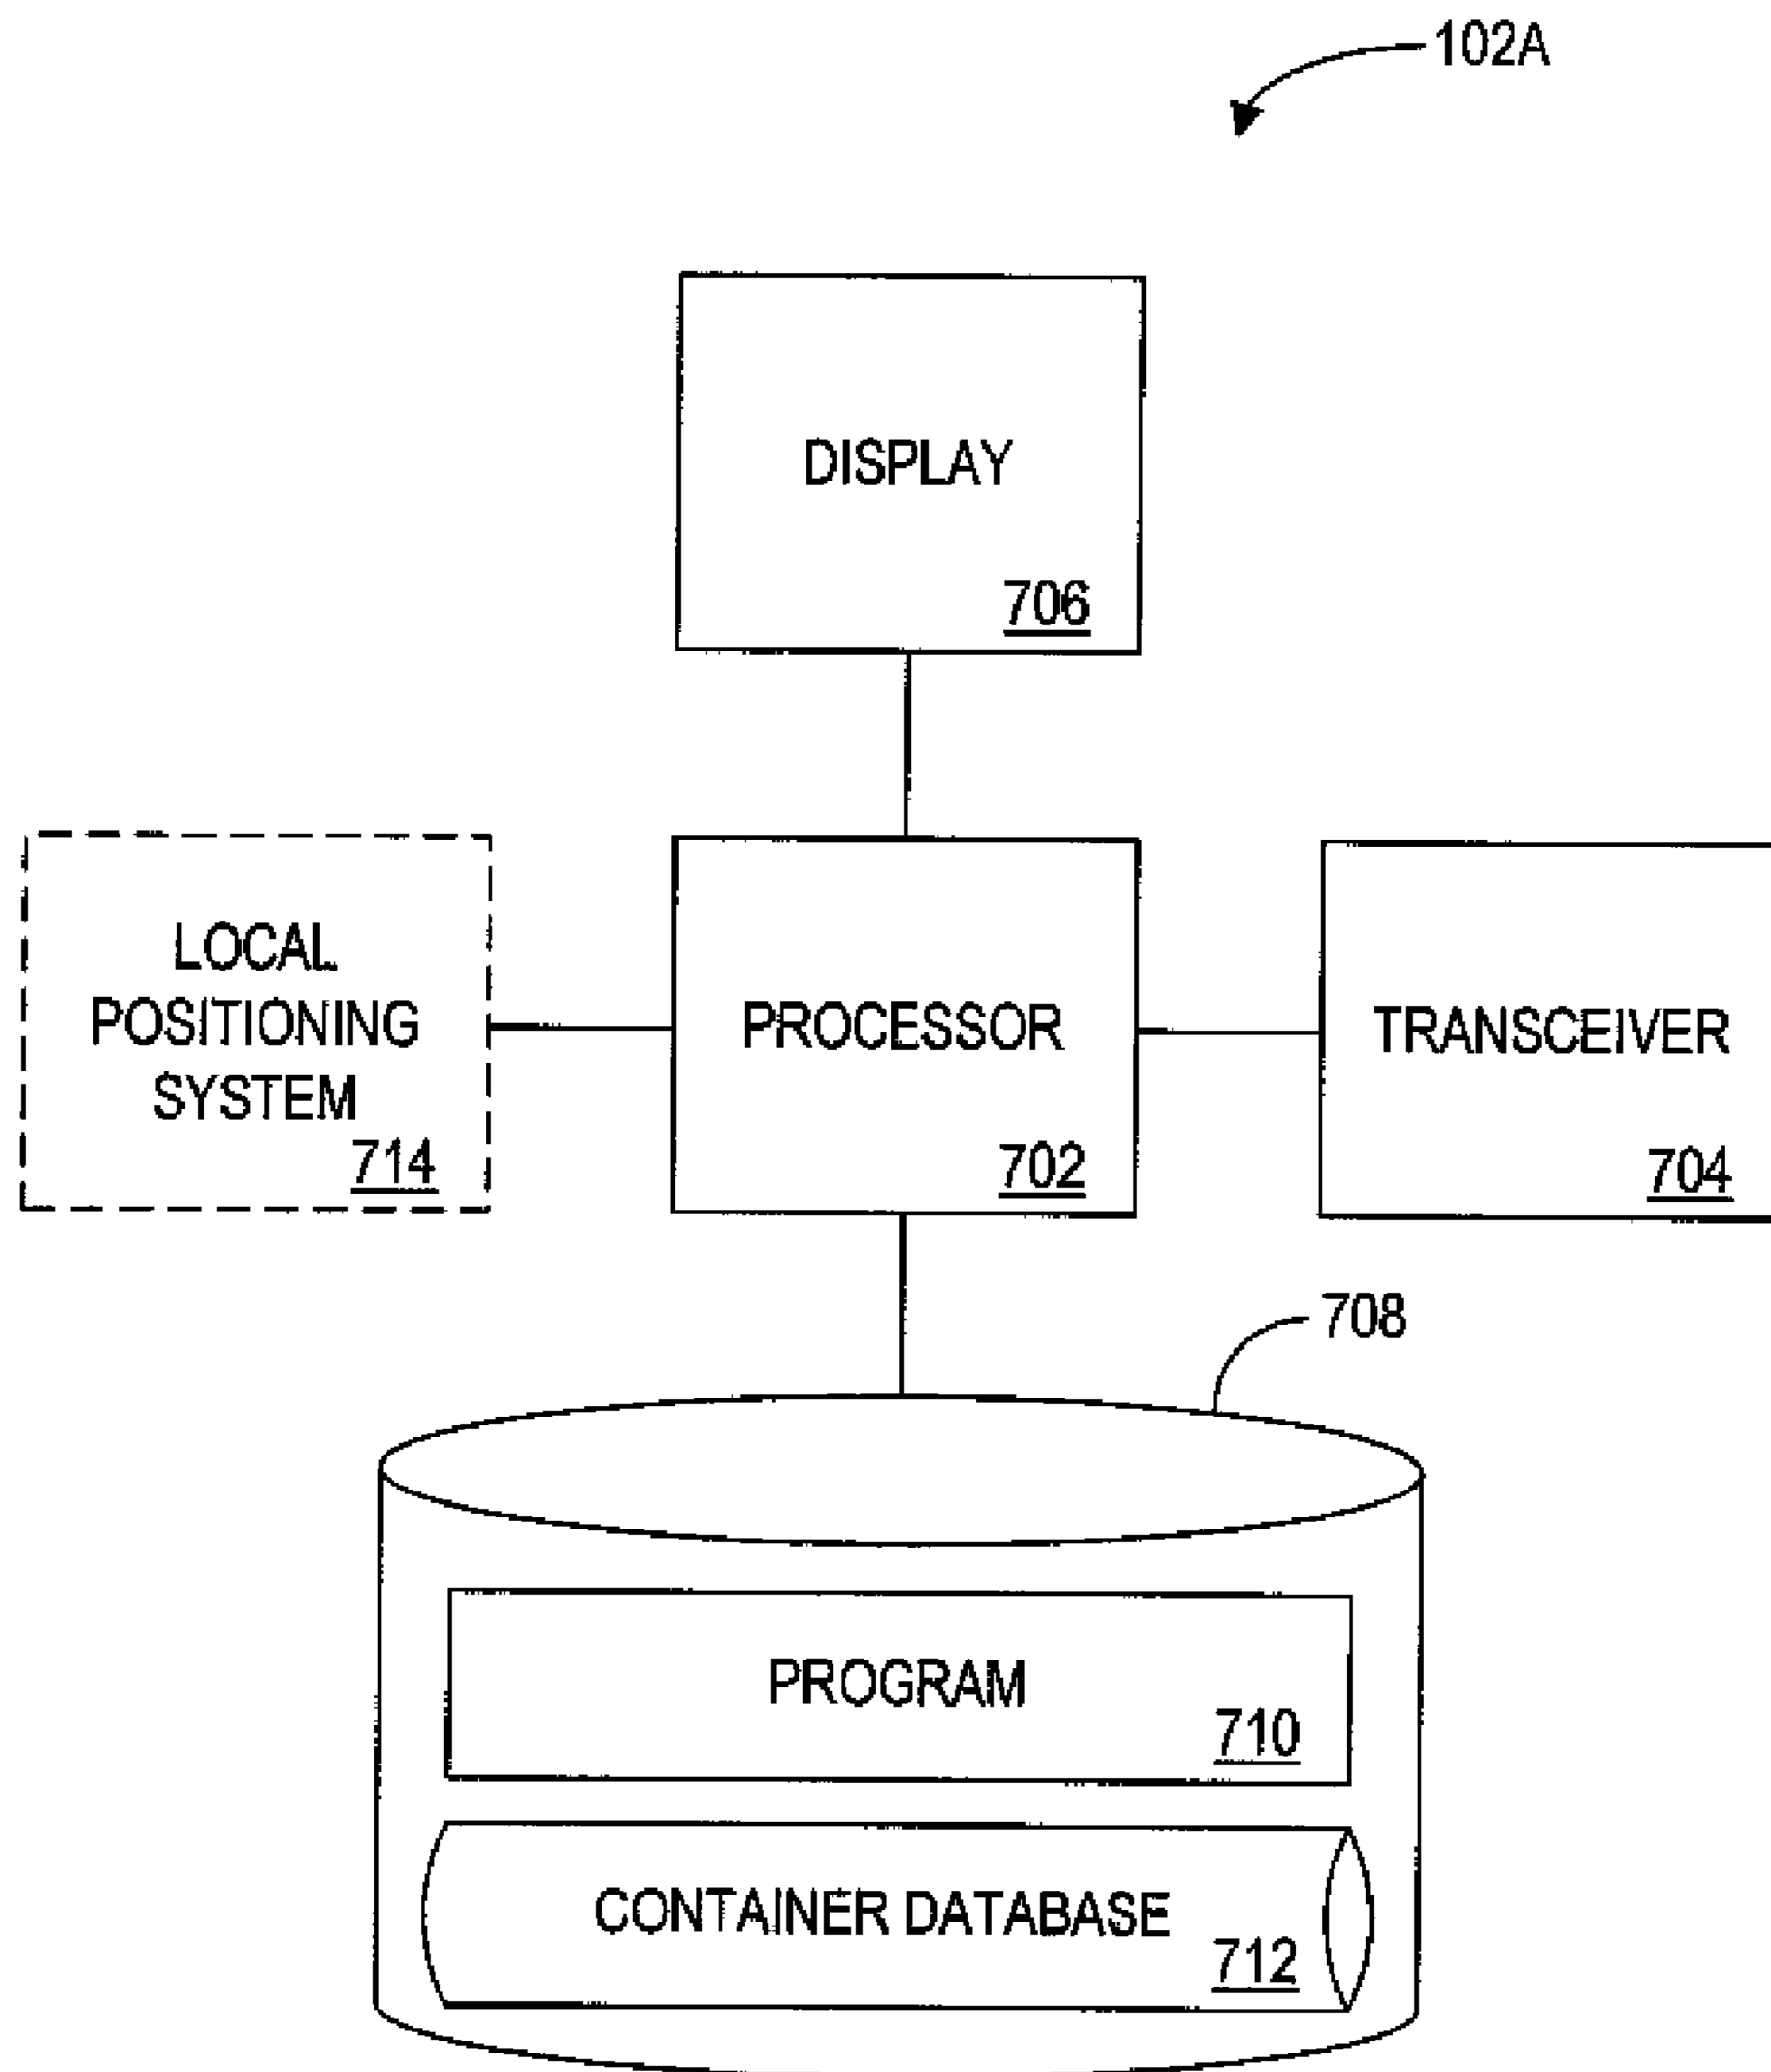 102A
DISPLAY
706
LOCAL
POSITIONING
SYSTEM
714
PROCESSOR
702
TRANSCEIVER
704
708
PROGRAM
710
CONTAINER DATABASE
712